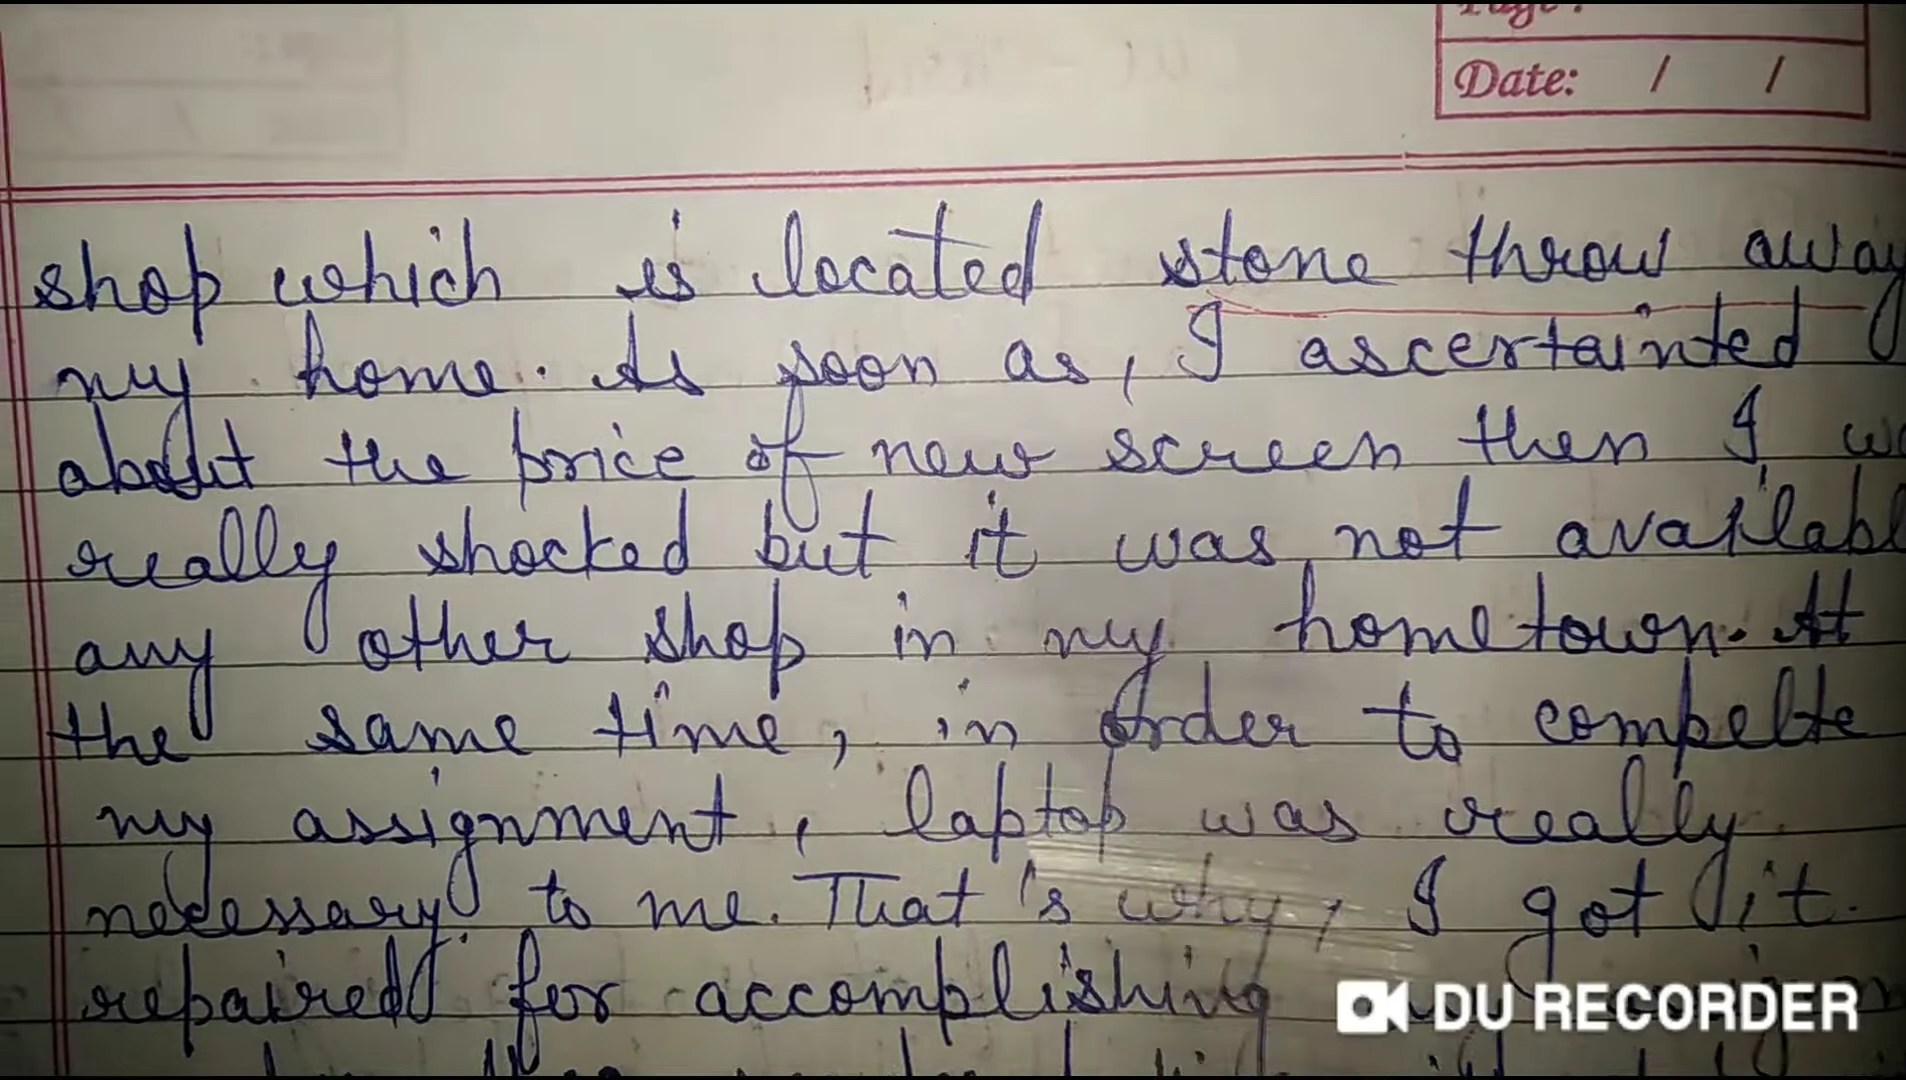 Page:
Date: / /
shop which is located stone throw away
my home. As soon as, I ascertainted
about the price of new screen then I
really shocked but it was not availabl
any other shop in my hometown. At
the same time, in order to compelte
my assignment, laptop was really
necessary to me. That's why, I got it.
repaired for accomplishing
DU RECORDER